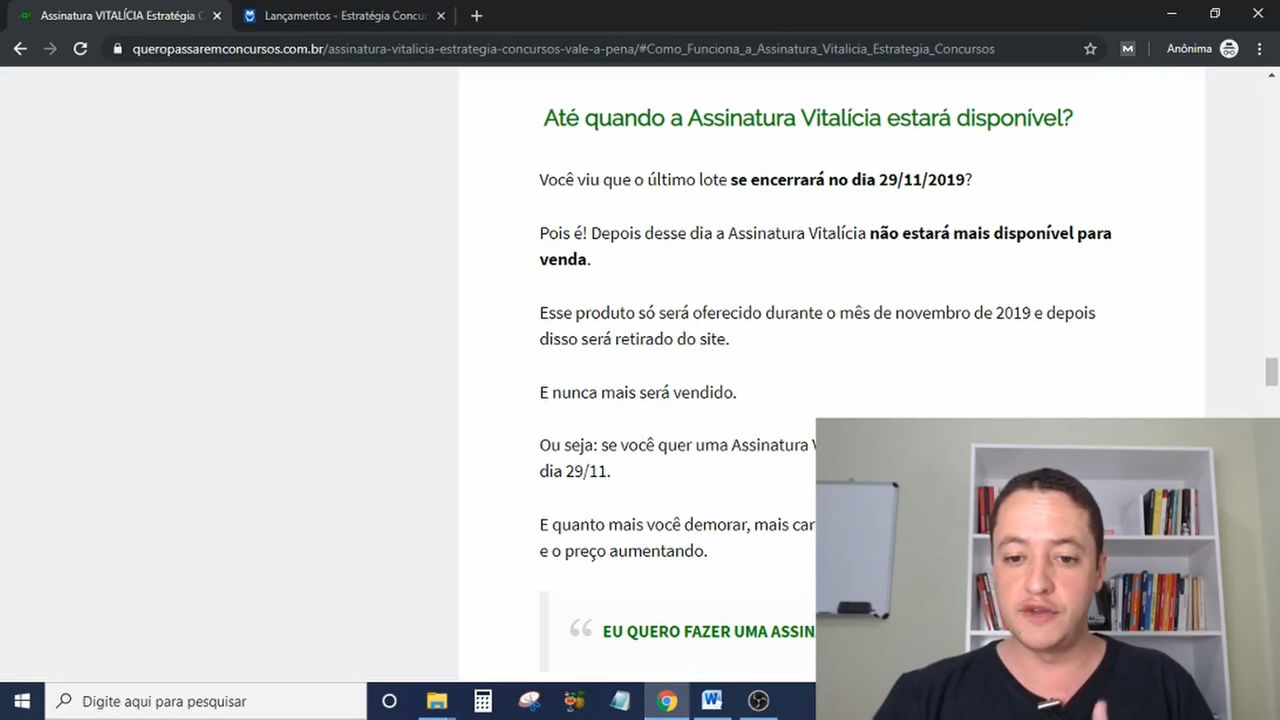 Assinatura VITALÍCIA Estratégia C
Lançamentos - Estratégia Concur
queropassaremconcursos.com.br/assinatura-vitalicia-estrategia-concursos-vale-a-pena/#Como_Funciona_a_Assinatura_Vitalicia_Estrategia_Concursos
Anônima
Até quando a Assinatura Vitalícia estará disponível?
Você viu que o último lote se encerrará no dia 29/11/2019?
Pois é! Depois desse dia a Assinatura Vitalícia não estará mais disponível para
venda.
Esse produto só será oferecido durante o mês de novembro de 2019 e depois
disso será retirado do site.
E nunca mais será vendido.
Ou seja: se você quer uma Assinatura
dia 29/11.
E quanto mais você demorar, mais
e o preço aumentando.
EU QUERO FAZER UMA
Digite aqui para pesquisar